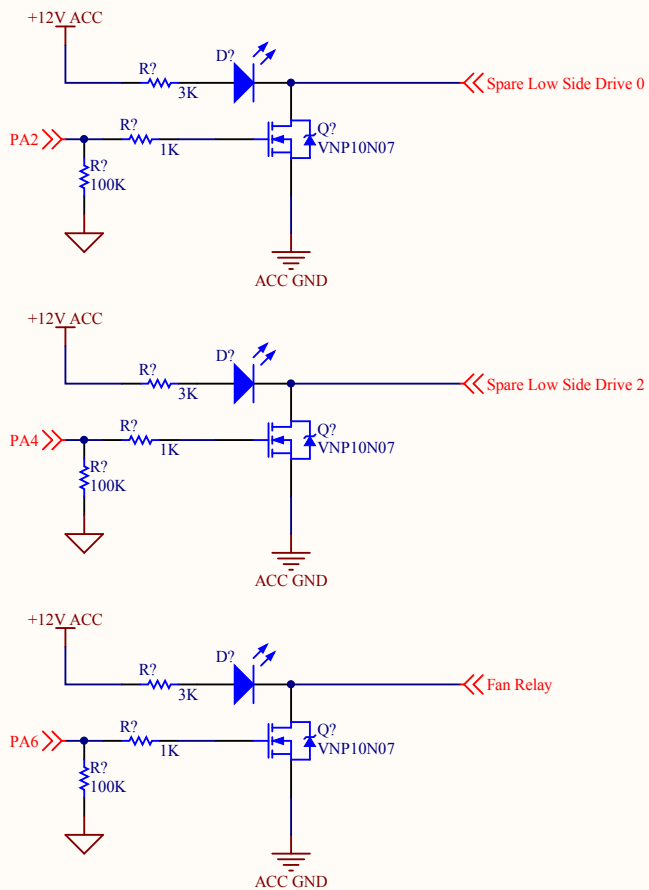 +12V ACC
D?
R?
3K
Spare Low Side Drive 0
PA2
R?
1K
Q?
VNP10N07
R?
100K
ACC GND
+12V ACC
D?
R?
3K
Spare Low Side Drive 2
PA4
R?
1K
Q?
VNP10N07
R?
100K
ACC GND
+12V ACC
D?
R?
3K
Fan Relay
PA6
R?
1K
Q?
VNP10N07
R?
100K
ACC GND